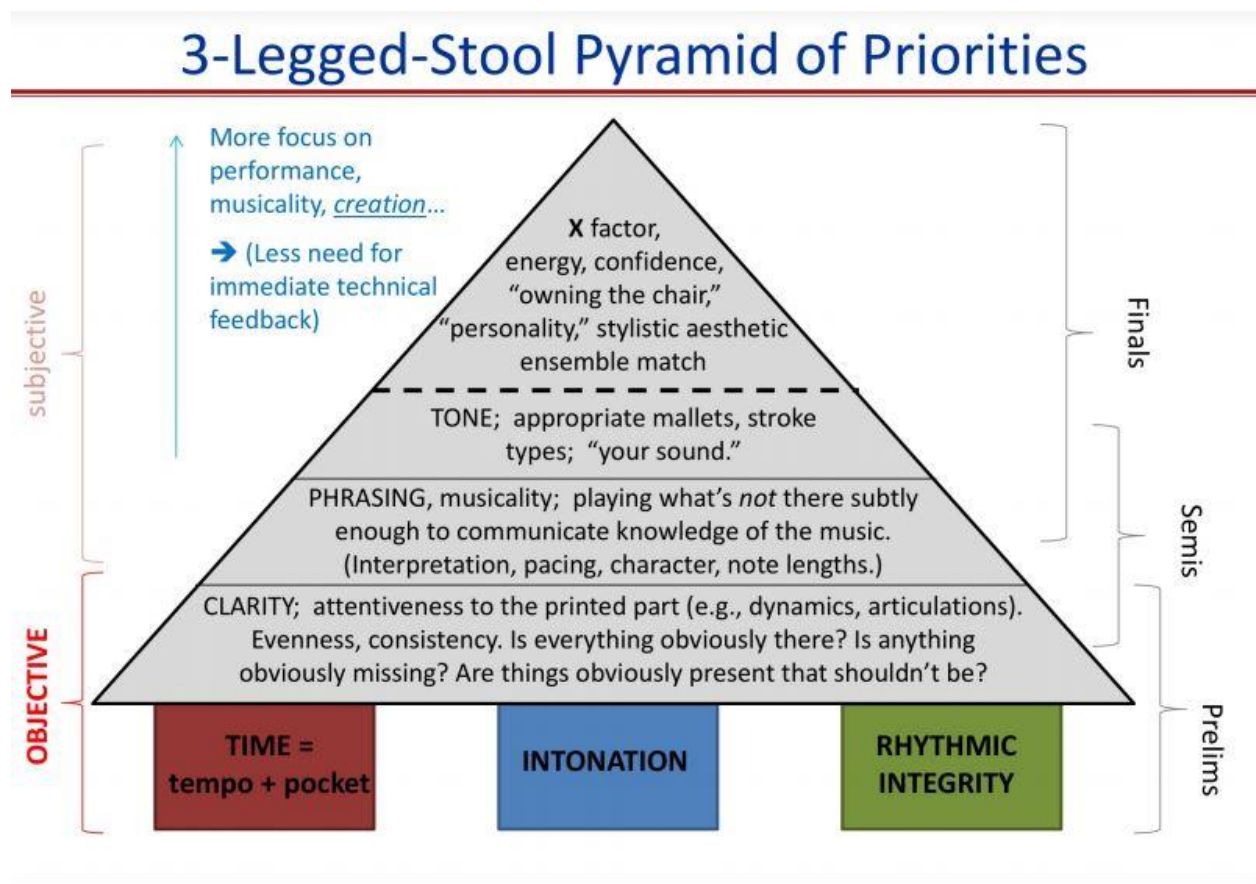 3-Legged-Stool Pyramid of Priorities
More focus on
performance,
musicality, creation...
➔ (Less need for
immediate technical
feedback)
subjective
OBJECTIVE
X factor,
energy, confidence,
“owning the chair,”
“personality,” stylistic aesthetic
ensemble match
TONE; appropriate mallets, stroke
types; “your sound.”
PHRASING, musicality; playing what’s not there subtly
enough to communicate knowledge of the music.
(Interpretation, pacing, character, note lengths.)
CLARITY; attentiveness to the printed part (e.g., dynamics, articulations).
Evenness, consistency. Is everything obviously there? Is anything
obviously missing? Are things obviously present that shouldn’t be?
TIME =
tempo + pocket
INTONATION
RHYTHMIC
INTEGRITY
Finals
Semis
Prelims